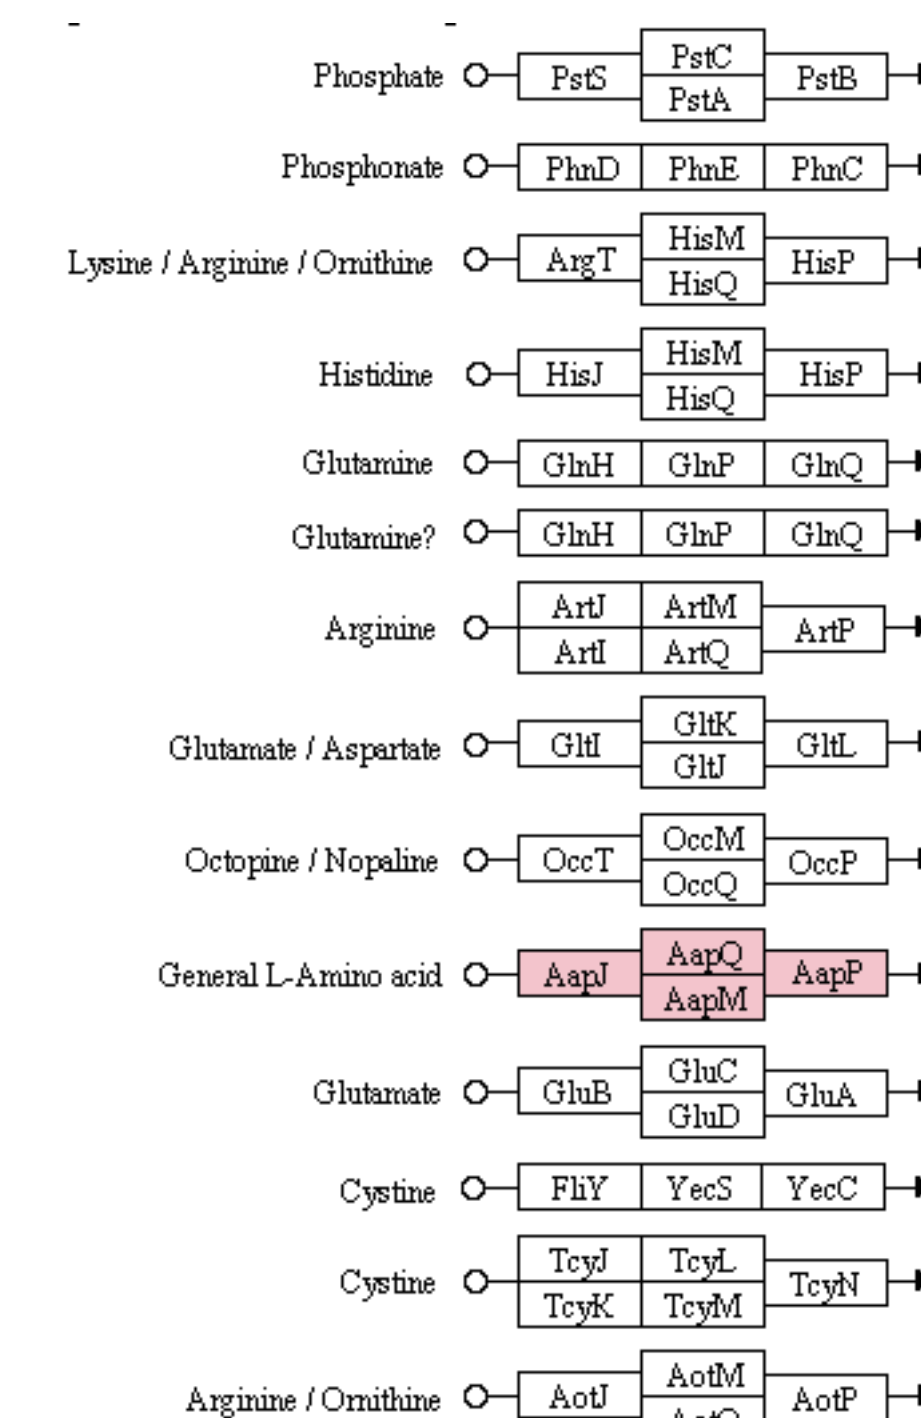 PstC
Phosphate PstS PstB
PstA
Phosphonate PhnD PhnE PhnC
HisM
Lysine / Arginine / Ornithine ArgT HisP
HisQ
HisM
Histidine HisJ HisP
HisQ
Glutamine GlnH GlnP GlnQ
Glutamine? GlnH GlnP GlnQ
ArtJ ArtM
Arginine ArtP
ArtI ArtQ
GltK
Glutamate / Aspartate GltI GltL
GltJ
OccM
Octopine / Nopaline OccT OccP
OccQ
AapQ
General L-Amino acid AapJ AapP
AapM
GluC
Glutamate GluB GluA
GluD
Cystine FliY YecS YecC
TcyJ TcyL
Cystine TcyN
TcyK TcyM
AotM
Arginine / Ornithine AotJ AotP